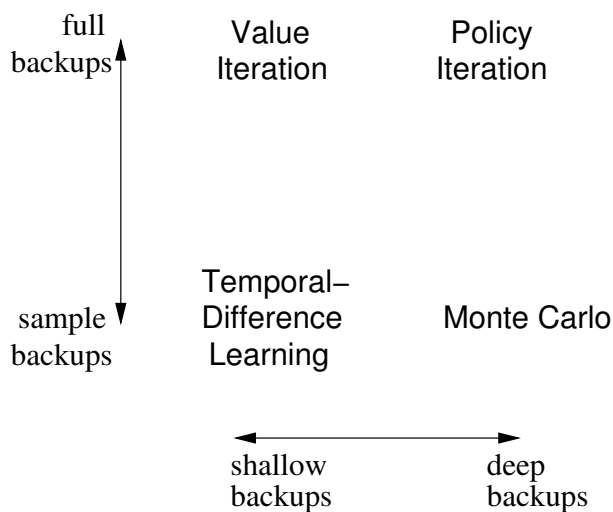 full
backups
Value
Iteration
Policy
Iteration
sample
backups
Temporal–
Difference
Learning
Monte Carlo
shallow
backups
deep
backups